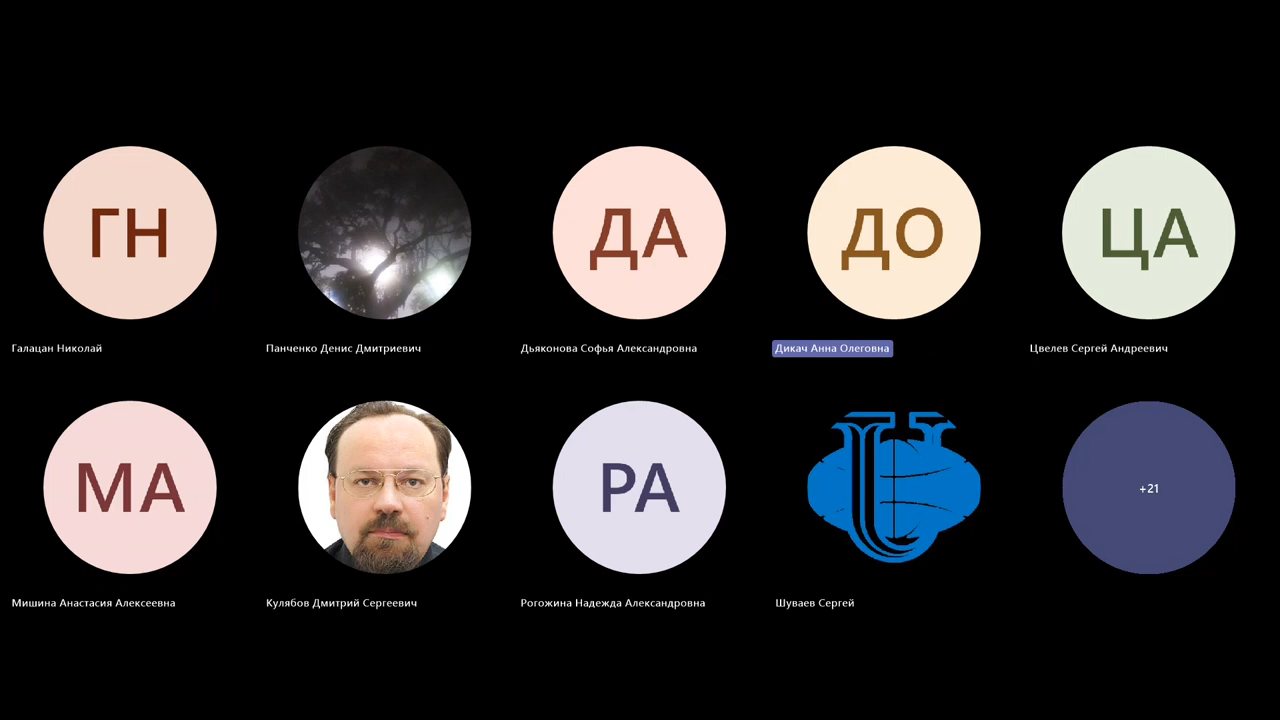 ГН
ДА
ДО
ЦА
Галацан Николай
Панченко Денис Дмитриевич
Дьяконова Софья Александровна
Дикач Анна Олеговна
Цвелев Сергей Андреевич
МА
РА
+21
Мишина Анастасия Алексеевна
Кулябов Дмитрий Сергеевич
Рогожина Надежда Александровна
Шуваев Сергей